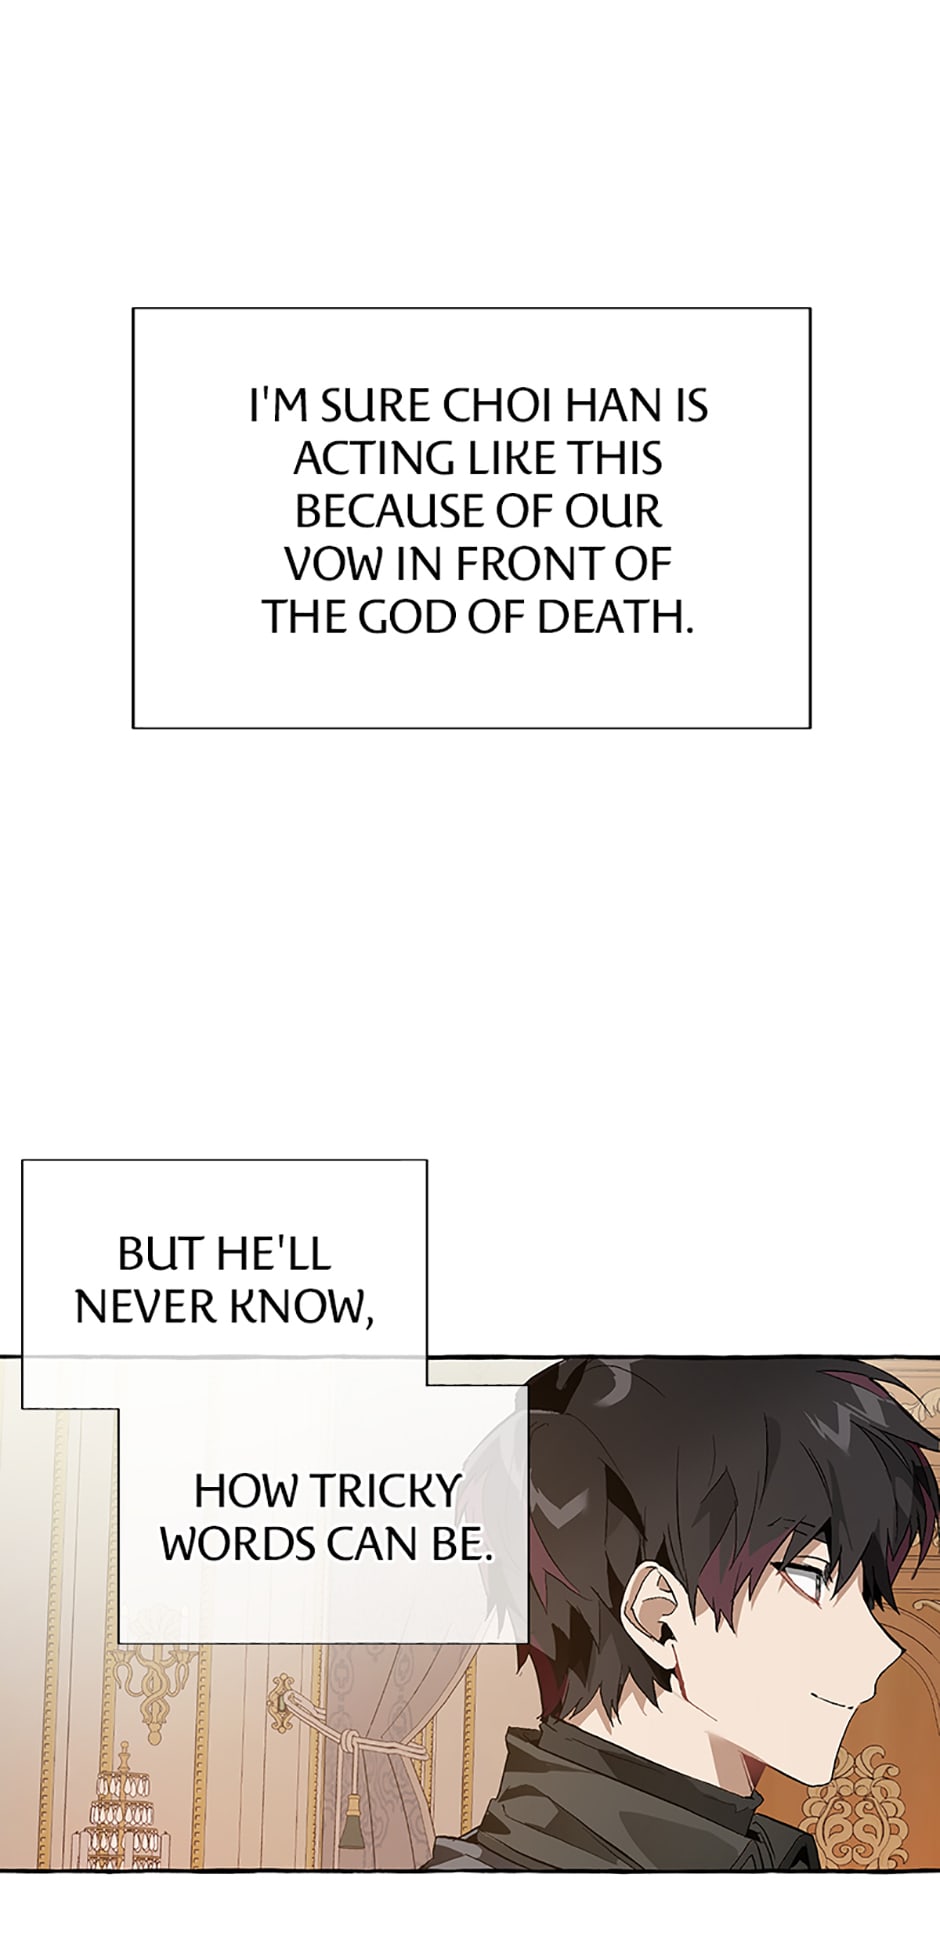 I'M SURE CHOI HAN IS
ACTING LIKE THIS
BECAUSE OF OUR
VOW IN FRONT OF
THE GOD OF DEATH.
BUT HE'LL
NEVER KNOW,
HOW TRICKY
WORDS CAN BE.